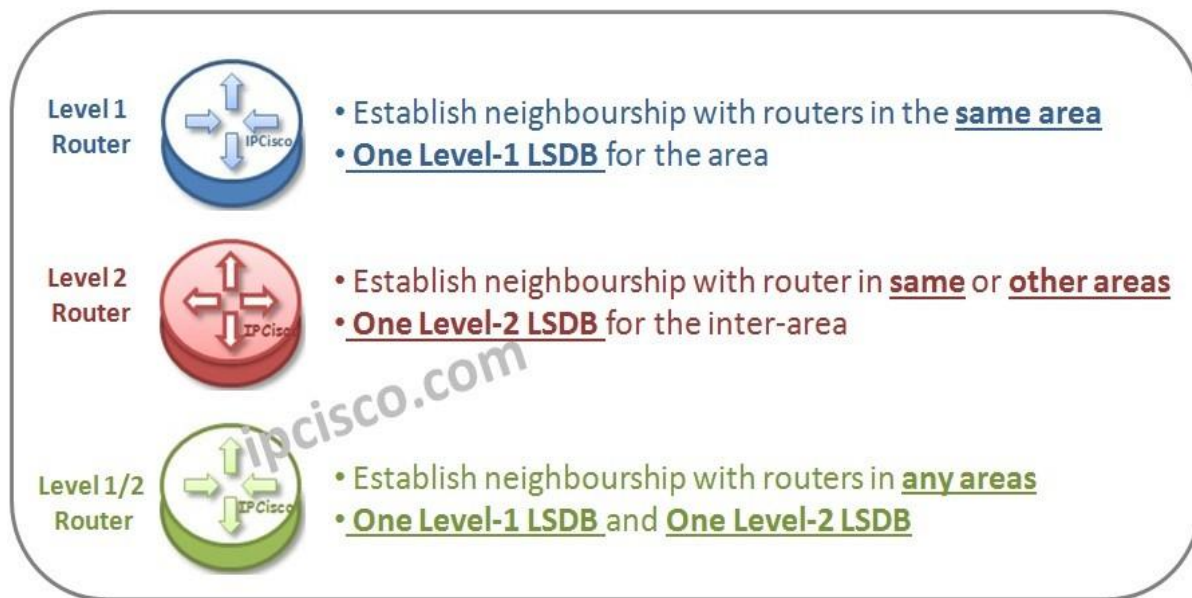 Level 1
Router
IPCisco
• Establish neighbourship with routers in the same area
• One Level-1 LSDB for the area
Level 2
Router
IPCisco
• Establish neighbourship with router in same or other areas
• One Level-2 LSDB for the inter-area
ipcisco.com
Level 1/2
Router
IPCisco
• Establish neighbourship with routers in any areas
• One Level-1 LSDB and One Level-2 LSDB